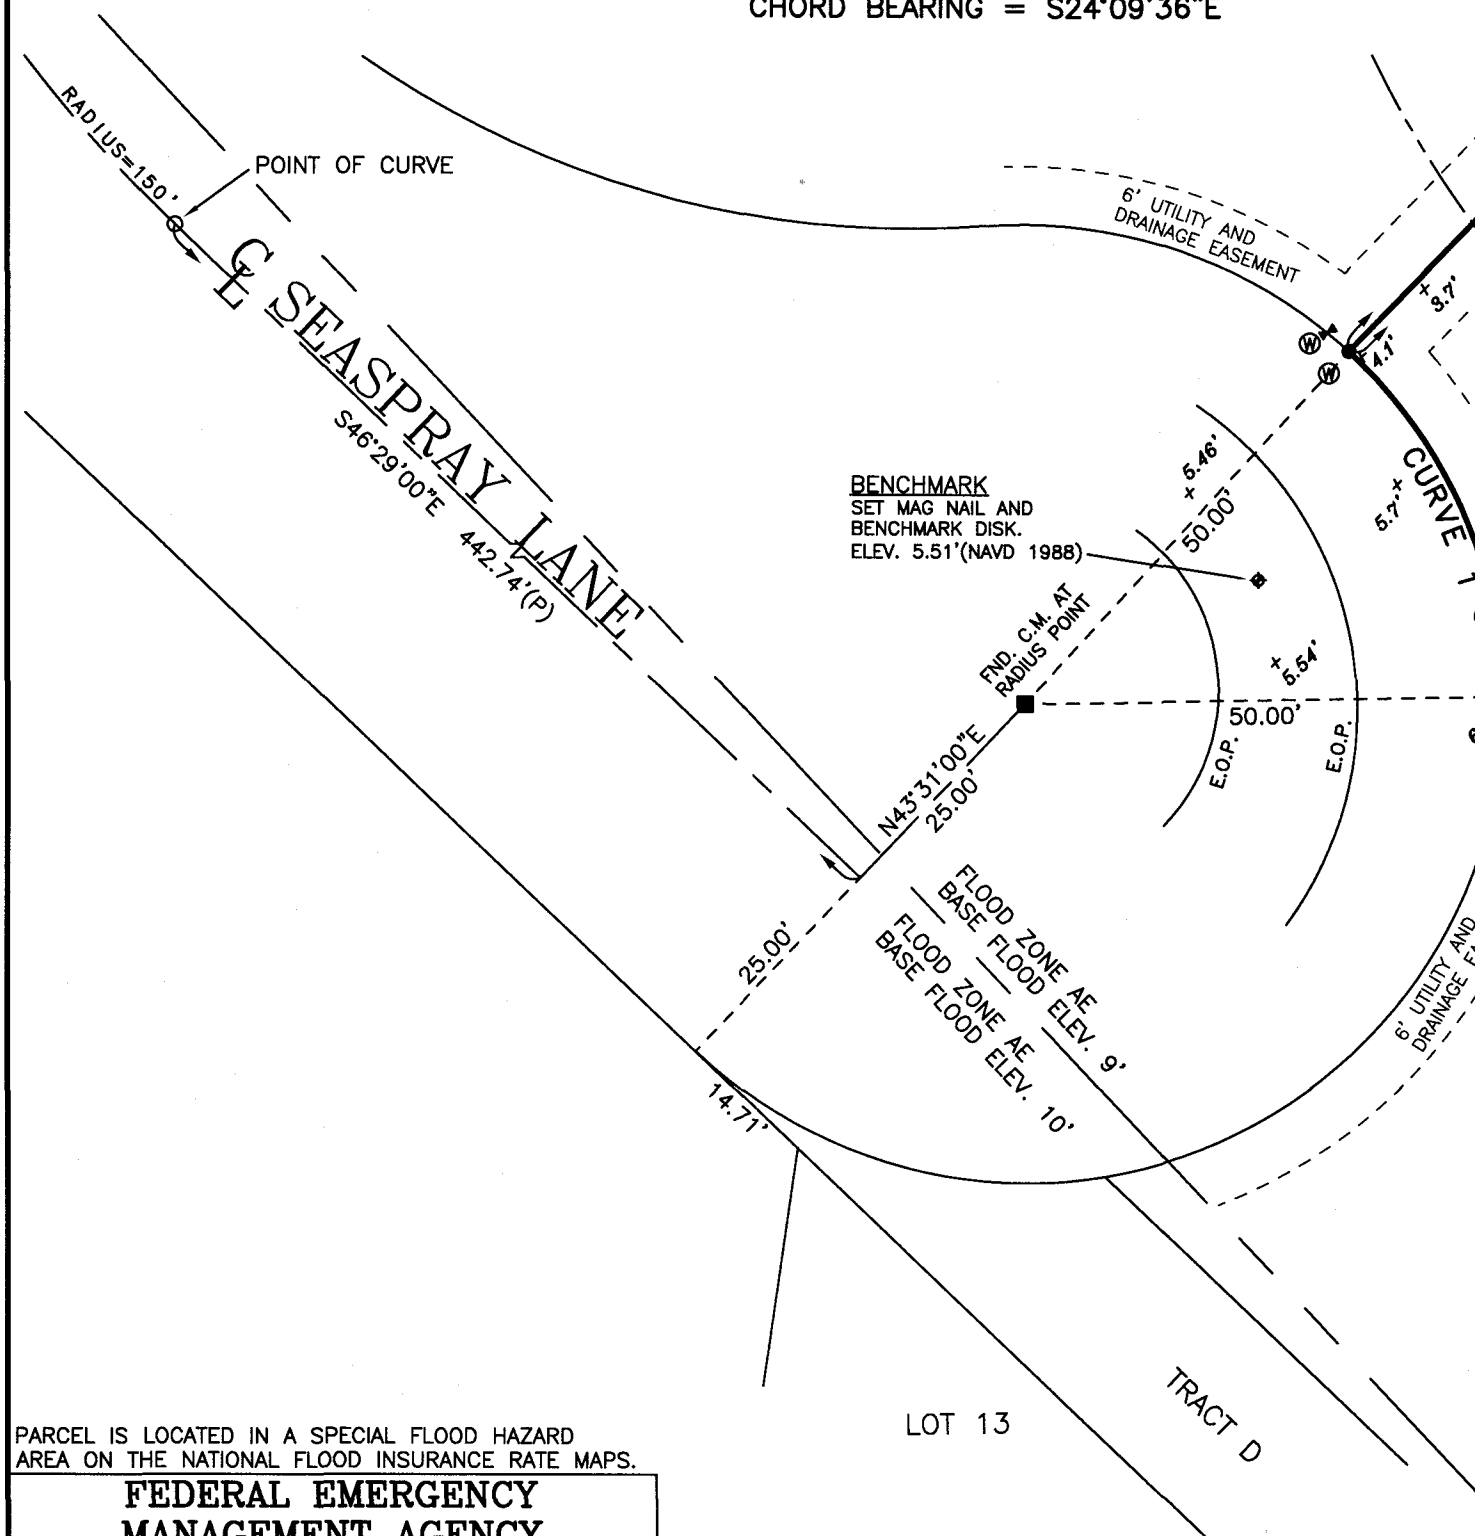 CHORD BEARING = S24°09'36"E
RADIUS=150'
POINT OF CURVE
6' UTILITY AND
DRAINAGE EASEMENT
3.7'
4.1'
W
W
℄ SEASPRAY LANE
S46°29'00"E 442.74'(P)
5.46'
50.00'
CURVE 1
5.7'
BENCHMARK
SET MAG NAIL AND
BENCHMARK DISK.
ELEV. 5.51'(NAVD 1988)
FND. C.M. AT
RADIUS POINT
5.54'
50.00'
E.O.P.
E.O.P.
N43°31'00"E
25.00'
25.00'
FLOOD ZONE AE
BASE FLOOD ELEV. 9'
FLOOD ZONE AE
BASE FLOOD ELEV. 10'
6' UTILITY AND
DRAINAGE
14.71'
LOT 13
TRACT D
PARCEL IS LOCATED IN A SPECIAL FLOOD HAZARD
AREA ON THE NATIONAL FLOOD INSURANCE RATE MAPS.
FEDERAL EMERGENCY
MANAGEMENT AGENCY